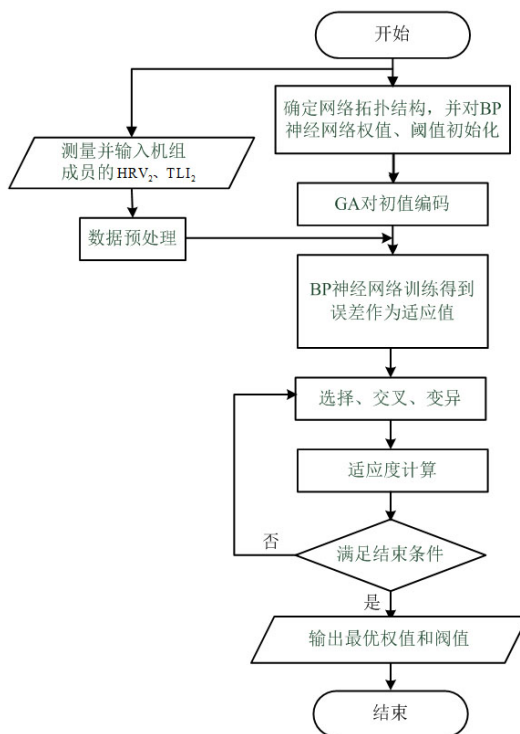 开始
确定网络拓扑结构，并对BP
神经网络权值、阈值初始化
测量并输入机组
成员的HRV₂、TLI₂
GA对初值编码
数据预处理
BP神经网络训练得到
误差作为适应值
选择、交叉、变异
适应度计算
否
满足结束条件
是
输出最优权值和阀值
结束